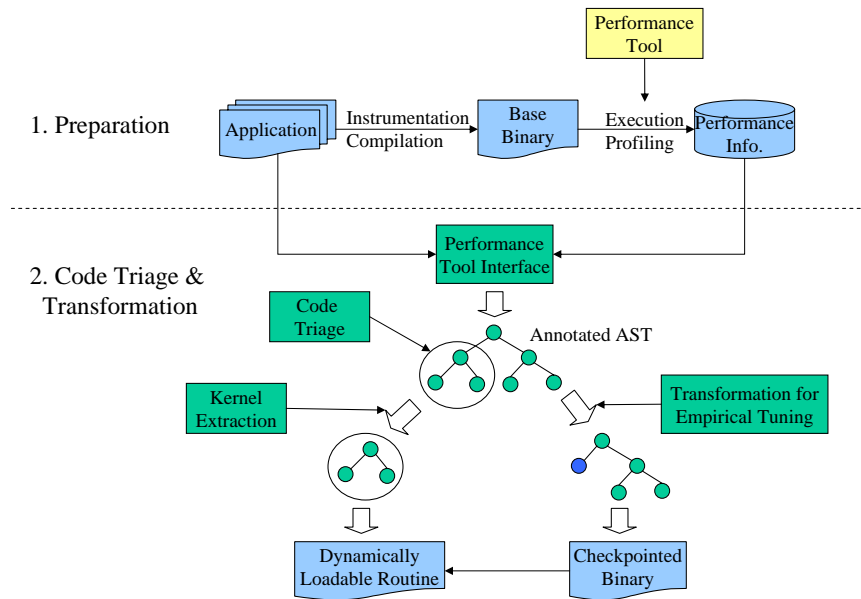 Performance
Tool
1. Preparation
Application
Instrumentation
Compilation
Base
Binary
Execution
Profiling
Performance
Info.
2. Code Triage &
Transformation
Performance
Tool Interface
Code
Triage
Annotated AST
Kernel
Extraction
Transformation for
Empirical Tuning
Dynamically
Loadable Routine
Checkpointed
Binary